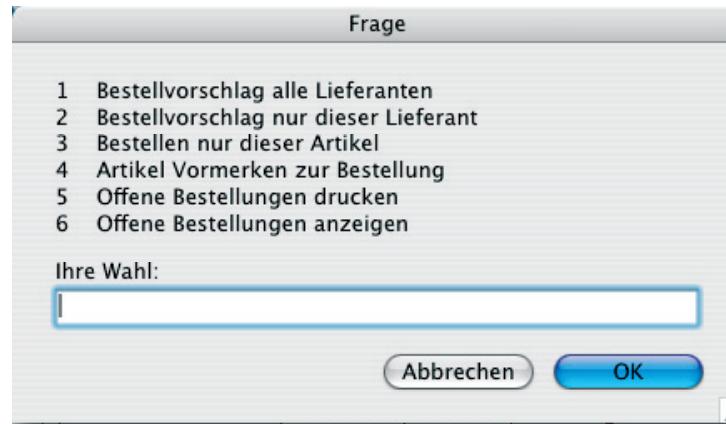 Frage
1 Bestellvorschlag alle Lieferanten
2 Bestellvorschlag nur dieser Lieferant
3 Bestellen nur dieser Artikel
4 Artikel Vormerken zur Bestellung
5 Offene Bestellungen drucken
6 Offene Bestellungen anzeigen
Ihre Wahl:
Abbrechen OK